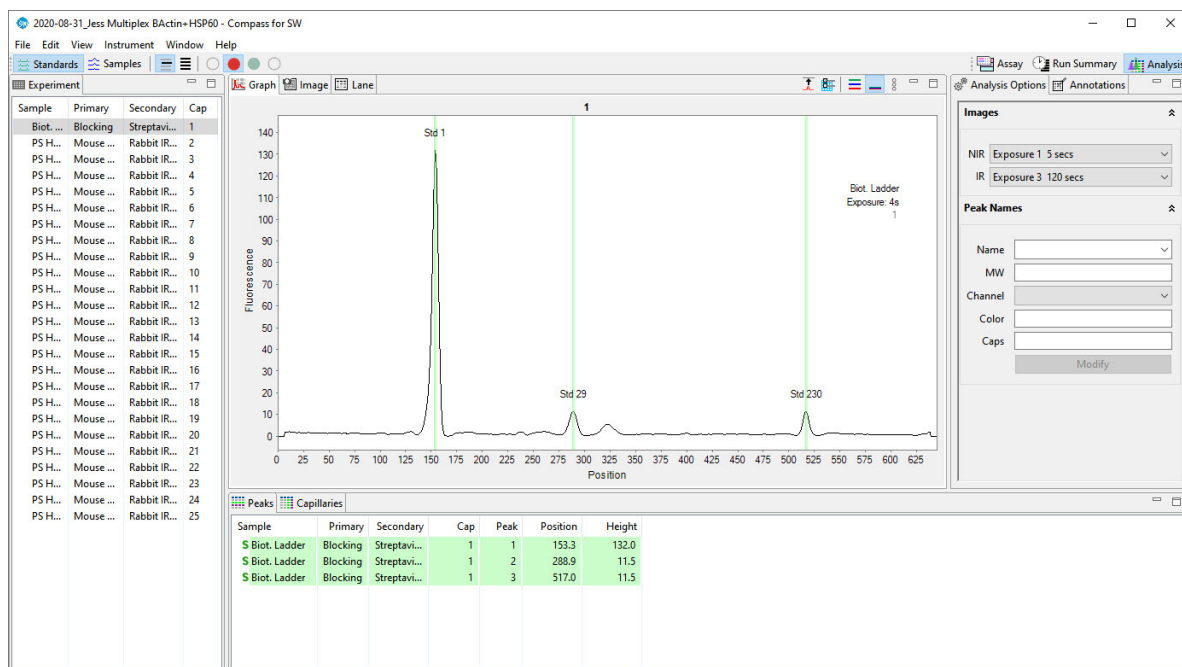 2020-08-31_Jess Multiplex BActin+HSP60 - Compass for SW
File Edit View Instrument Window Help
Standards Samples Assay Run Summary Analysis
Experiment
Sample Primary Secondary Cap
Biot. ... Blocking Streptavi... 1
PS H... Mouse ... Rabbit IR... 2
PS H... Mouse ... Rabbit IR... 3
PS H... Mouse ... Rabbit IR... 4
PS H... Mouse ... Rabbit IR... 5
PS H... Mouse ... Rabbit IR... 6
PS H... Mouse ... Rabbit IR... 7
PS H... Mouse ... Rabbit IR... 8
PS H... Mouse ... Rabbit IR... 9
PS H... Mouse ... Rabbit IR... 10
PS H... Mouse ... Rabbit IR... 11
PS H... Mouse ... Rabbit IR... 12
PS H... Mouse ... Rabbit IR... 13
PS H... Mouse ... Rabbit IR... 14
PS H... Mouse ... Rabbit IR... 15
PS H... Mouse ... Rabbit IR... 16
PS H... Mouse ... Rabbit IR... 17
PS H... Mouse ... Rabbit IR... 18
PS H... Mouse ... Rabbit IR... 19
PS H... Mouse ... Rabbit IR... 20
PS H... Mouse ... Rabbit IR... 21
PS H... Mouse ... Rabbit IR... 22
PS H... Mouse ... Rabbit IR... 23
PS H... Mouse ... Rabbit IR... 24
PS H... Mouse ... Rabbit IR... 25
Graph Image Lane
1
Fluorescence
140
130
120
110
100
90
80
70
60
50
40
30
20
10
0
Std 1
Std 29
Std 230
Biot. Ladder
Exposure: 4s
1
0 25 50 75 100 125 150 175 200 225 250 275 300 325 350 375 400 425 450 475 500 525 550 575 600 625
Position
Analysis Options Annotations
Images
NIR Exposure 1 5 secs
IR Exposure 3 120 secs
Peak Names
Name
MW
Channel
Color
Caps
Modify
Peaks Capillaries
Sample Primary Secondary Cap Peak Position Height
S Biot. Ladder Blocking Streptavi... 1 1 153.3 132.0
S Biot. Ladder Blocking Streptavi... 1 2 288.9 11.5
S Biot. Ladder Blocking Streptavi... 1 3 517.0 11.5